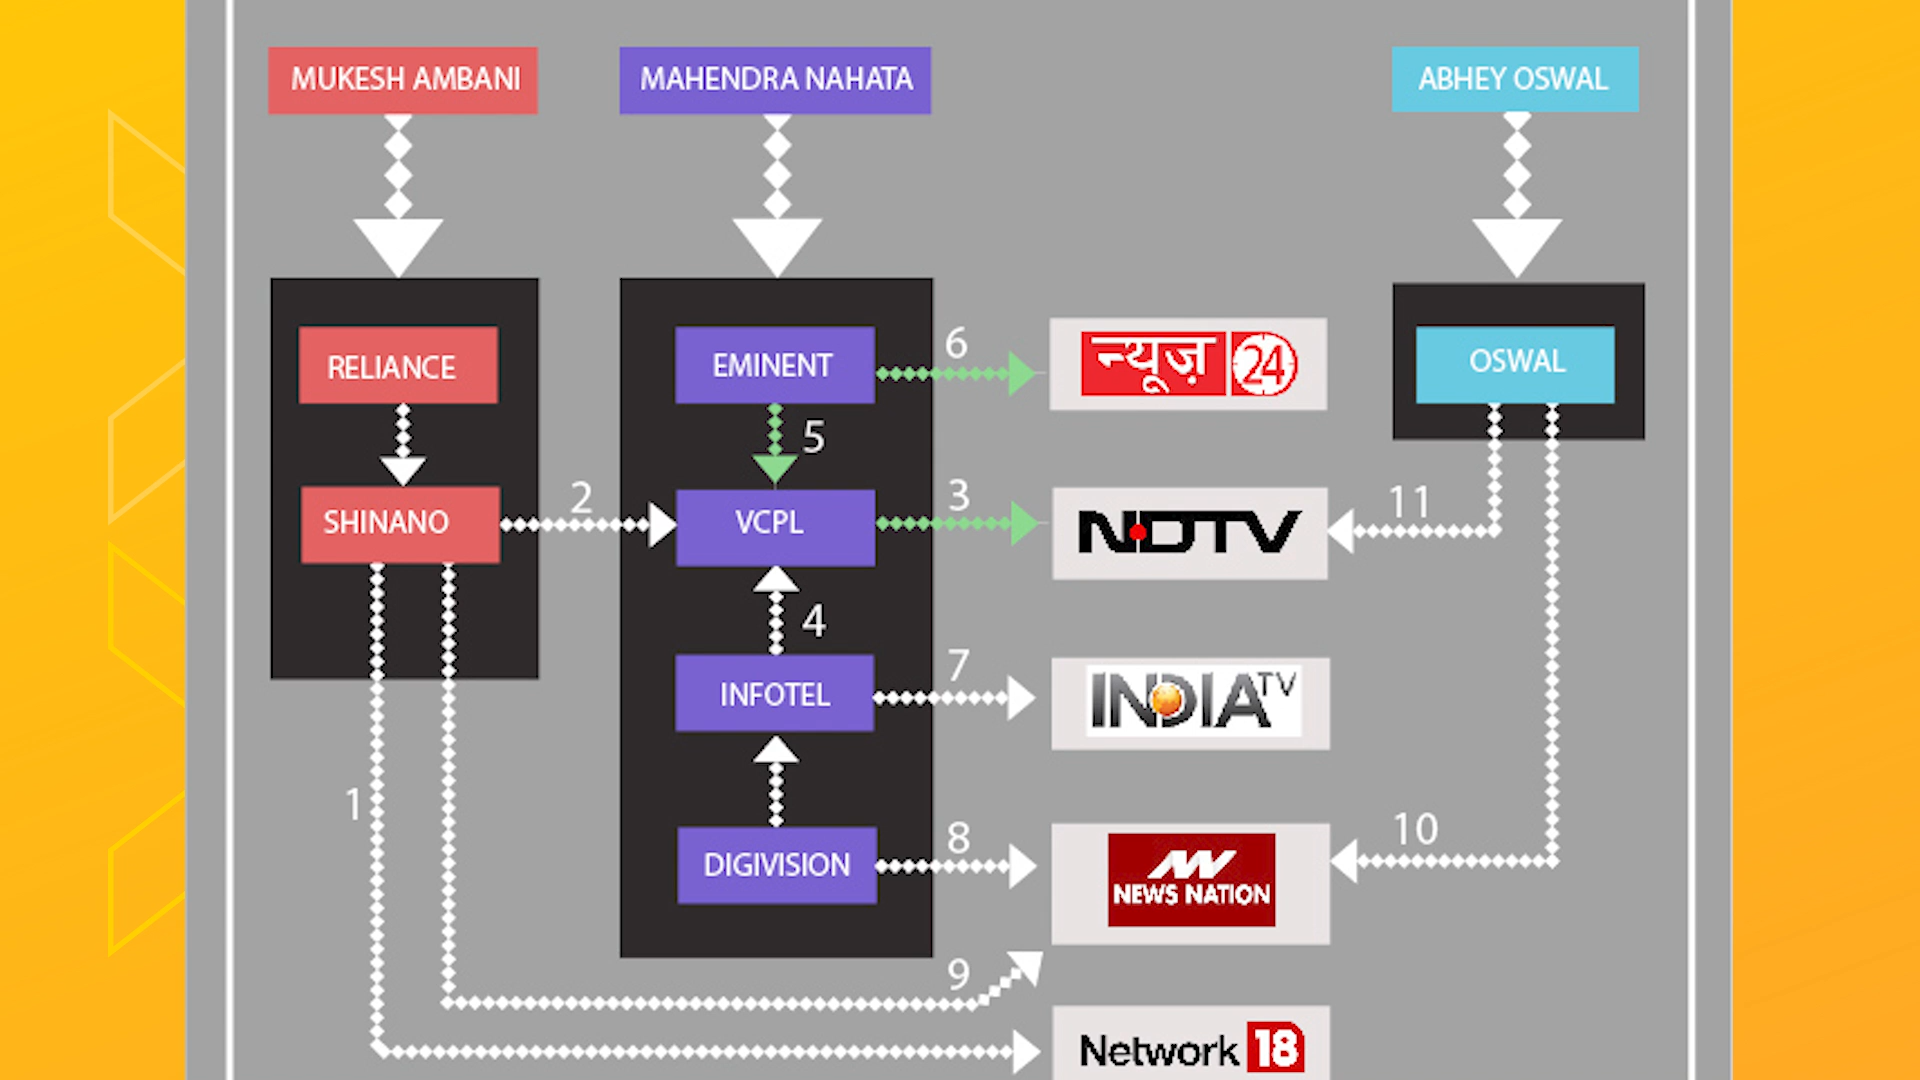 MUKESH AMBANI
MAHENDRA NAHATA
ABHEY OSWAL
RELIANCE
EMINENT
6
न्यूज़ 24
OSWAL
5
SHINANO
2
VCPL
3
NDTV
11
4
INFOTEL
7
INDIA TV
1
DIGIVISION
8
NEWS NATION
10
9
Network 18